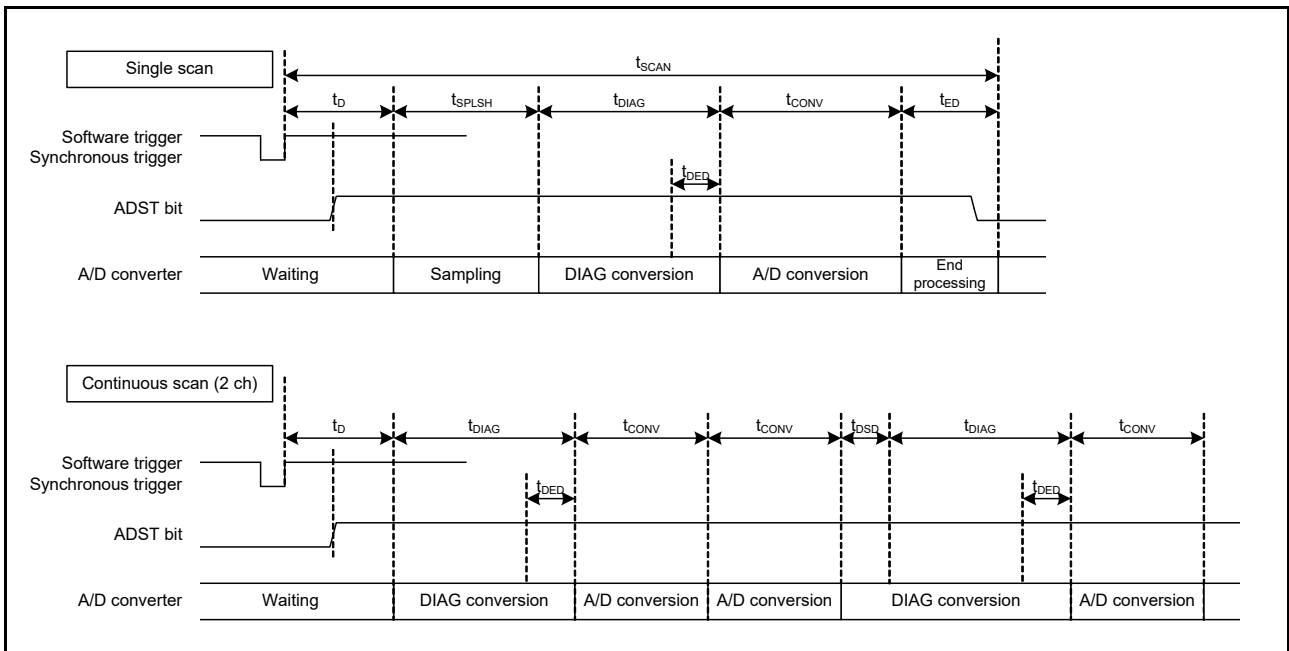 Single scan
tSCAN
tD
tSPLSH
tDIAG
tCONV
tED
Software trigger
Synchronous trigger
tDED
ADST bit
A/D converter
Waiting
Sampling
DIAG conversion
A/D conversion
End
processing
Continuous scan (2 ch)
tD
tDIAG
tCONV
tCONV
tDSD
tDIAG
tCONV
Software trigger
Synchronous trigger
tDED
tDED
ADST bit
A/D converter
Waiting
DIAG conversion
A/D conversion
A/D conversion
DIAG conversion
A/D conversion